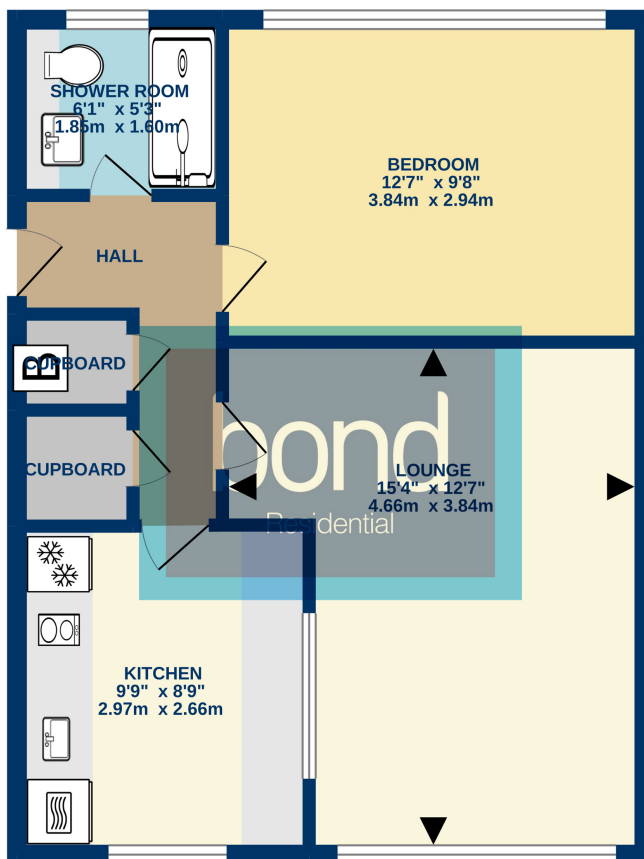 SHOWER ROOM
6'1" x 5'3"
1.85m x 1.60m
BEDROOM
12'7" x 9'8"
3.84m x 2.94m
HALL
CUPBOARD
B
CUPBOARD
bond
Residential
LOUNGE
15'4" x 12'7"
4.66m x 3.84m
KITCHEN
9'9" x 8'9"
2.97m x 2.66m